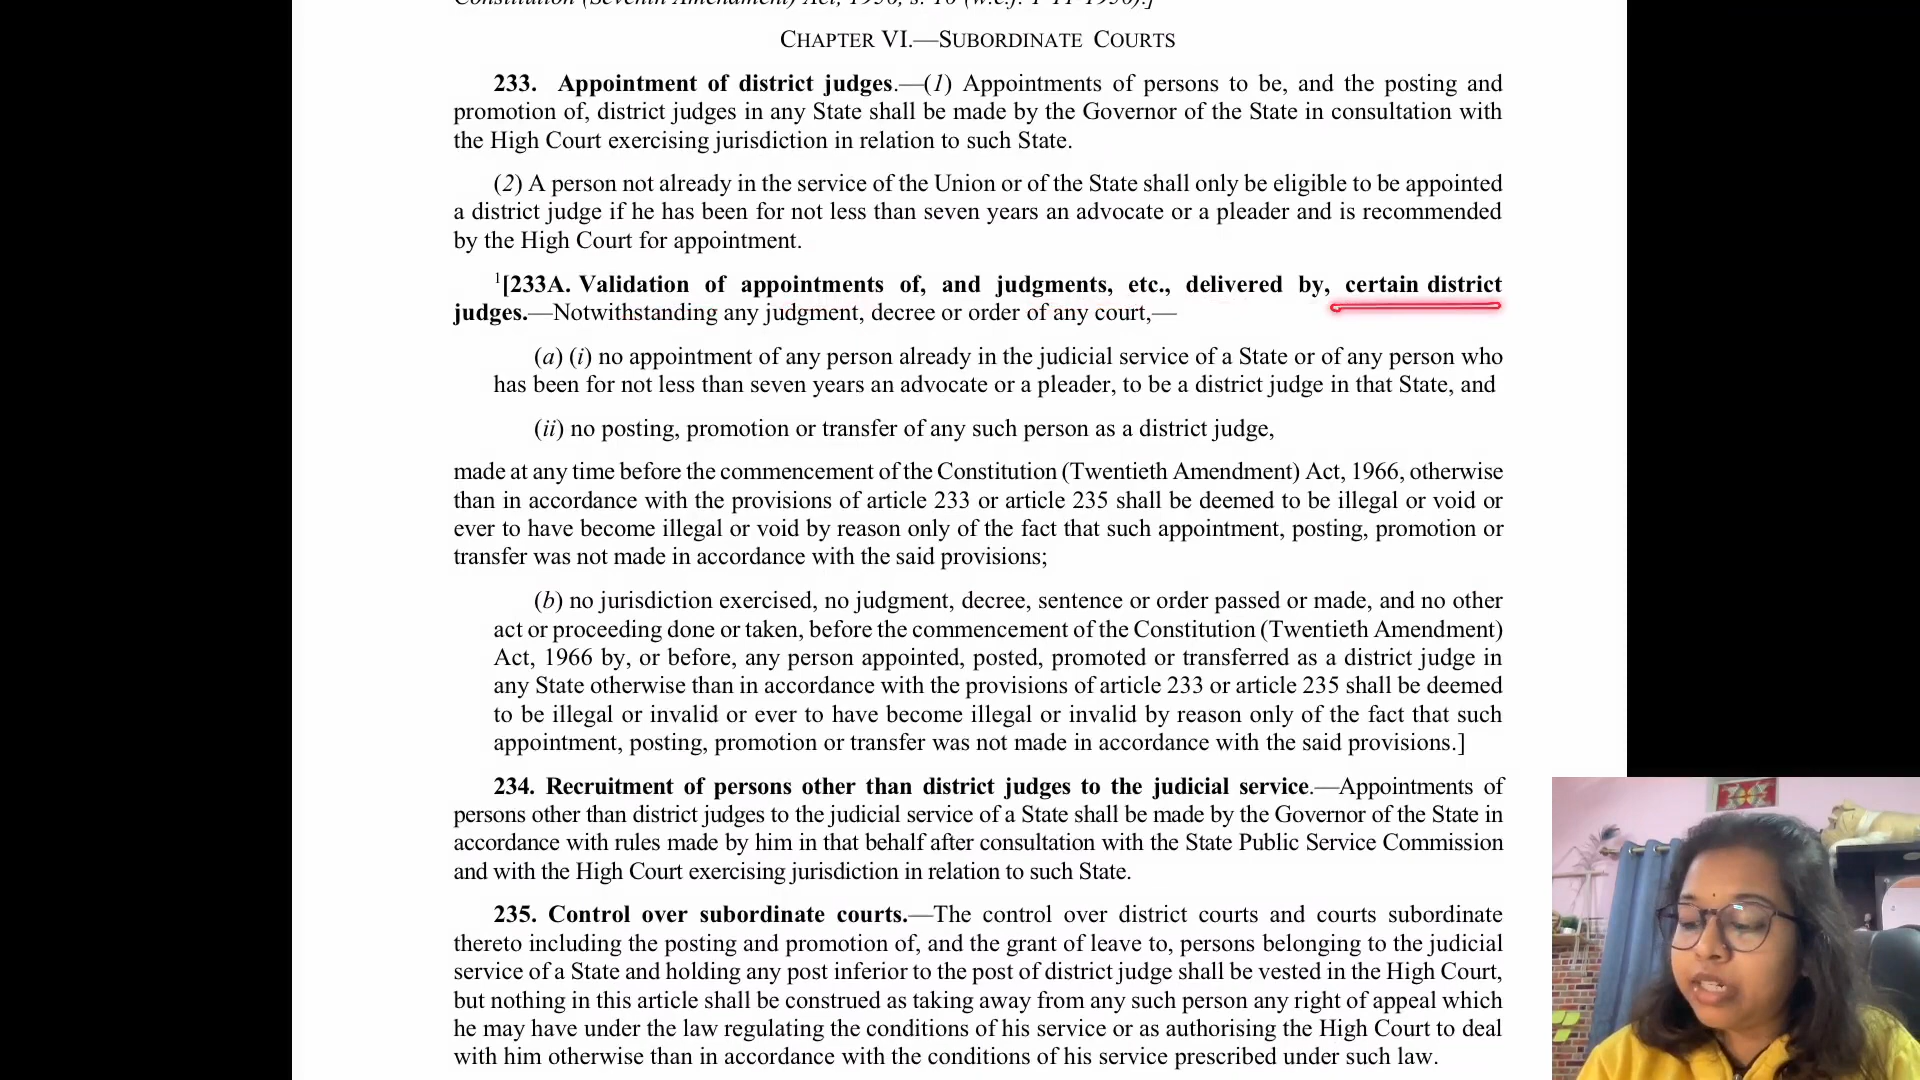 Constitution (Seventh Amendment) Act, 1956, s. 16 (w.e.f. 1-11-1956).]
CHAPTER VI.—SUBORDINATE COURTS
233. Appointment of district judges.—(1) Appointments of persons to be, and the posting and
promotion of, district judges in any State shall be made by the Governor of the State in consultation with
the High Court exercising jurisdiction in relation to such State.
(2) A person not already in the service of the Union or of the State shall only be eligible to be appointed
a district judge if he has been for not less than seven years an advocate or a pleader and is recommended
by the High Court for appointment.
1[233A. Validation of appointments of, and judgments, etc., delivered by, certain district
judges.—Notwithstanding any judgment, decree or order of any court,—
(a) (i) no appointment of any person already in the judicial service of a State or of any person who
has been for not less than seven years an advocate or a pleader, to be a district judge in that State, and
(ii) no posting, promotion or transfer of any such person as a district judge,
made at any time before the commencement of the Constitution (Twentieth Amendment) Act, 1966, otherwise
than in accordance with the provisions of article 233 or article 235 shall be deemed to be illegal or void or
ever to have become illegal or void by reason only of the fact that such appointment, posting, promotion or
transfer was not made in accordance with the said provisions;
(b) no jurisdiction exercised, no judgment, decree, sentence or order passed or made, and no other
act or proceeding done or taken, before the commencement of the Constitution (Twentieth Amendment)
Act, 1966 by, or before, any person appointed, posted, promoted or transferred as a district judge in
any State otherwise than in accordance with the provisions of article 233 or article 235 shall be deemed
to be illegal or invalid or ever to have become illegal or invalid by reason only of the fact that such
appointment, posting, promotion or transfer was not made in accordance with the said provisions.]
234. Recruitment of persons other than district judges to the judicial service.—Appointments of
persons other than district judges to the judicial service of a State shall be made by the Governor of the State in
accordance with rules made by him in that behalf after consultation with the State Public Service Commission
and with the High Court exercising jurisdiction in relation to such State.
235. Control over subordinate courts.—The control over district courts and courts subordinate
thereto including the posting and promotion of, and the grant of leave to, persons belonging to the judicial
service of a State and holding any post inferior to the post of district judge shall be vested in the High Court,
but nothing in this article shall be construed as taking away from any such person any right of appeal which
he may have under the law regulating the conditions of his service or as authorising the High Court to deal
with him otherwise than in accordance with the conditions of his service prescribed under such law.